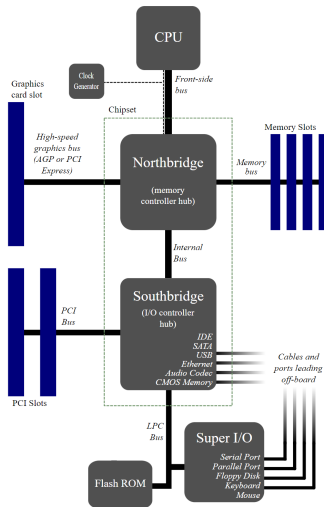 CPU
Clock
Generator
Graphics
card slot
Front-side
bus
Chipset
High-speed
graphics bus
(AGP or PCI
Express)
Northbridge
(memory
controller hub)
Memory Slots
Memory
bus
Internal
Bus
Southbridge
(I/O controller
hub)
PCI
Bus
IDE
SATA
USB
Ethernet
Audio Codec
CMOS Memory
Cables and
ports leading
off-board
PCI Slots
LPC
Bus
Super I/O
Serial Port
Parallel Port
Floppy Disk
Keyboard
Mouse
Flash ROM